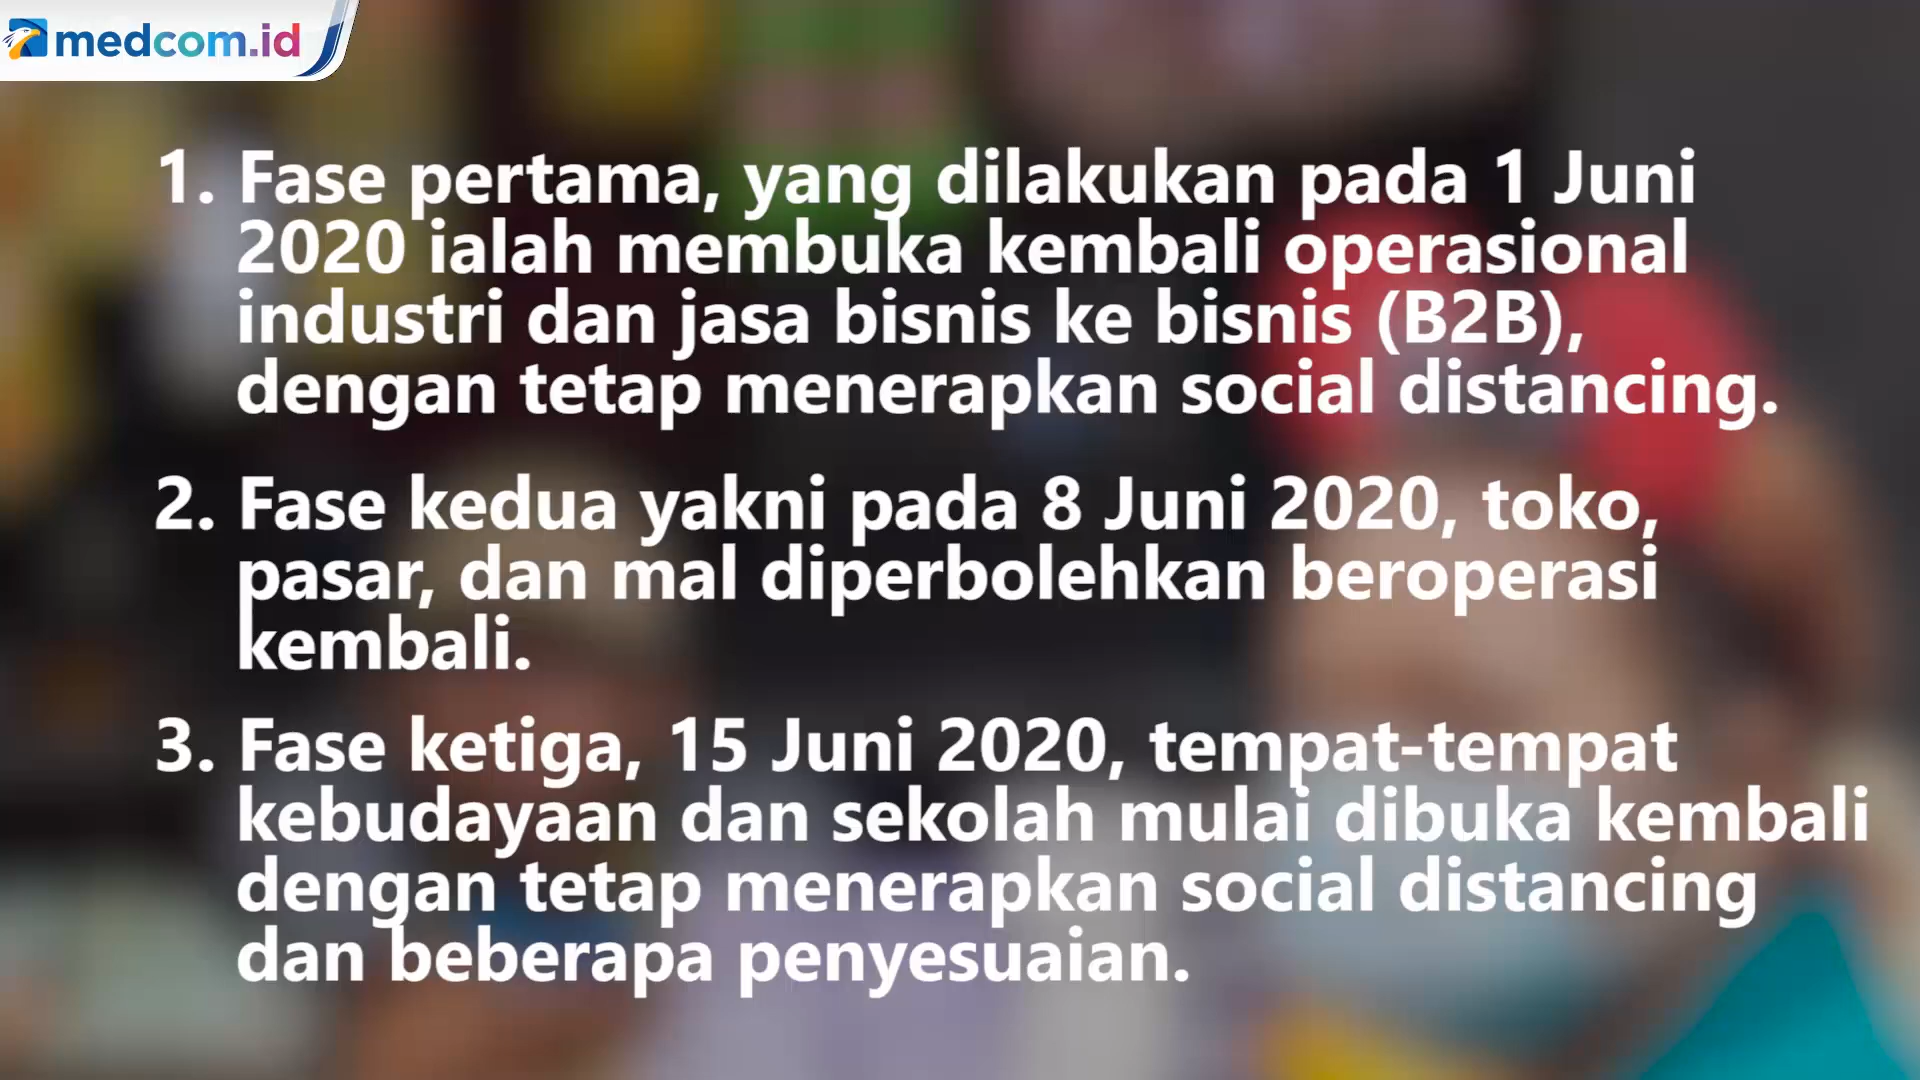 medcom.id
1. Fase pertama, yang dilakukan pada 1 Juni
2020 ialah membuka kembali operasional
industri dan jasa bisnis ke bisnis (B2B),
dengan tetap menerapkan social distancing.
2. Fase kedua yakni pada 8 Juni 2020, toko,
pasar, dan mal diperbolehkan beroperasi
kembali.
3. Fase ketiga, 15 Juni 2020, tempat-tempat
kebudayaan dan sekolah mulai dibuka kembali
dengan tetap menerapkan social distancing
dan beberapa penyesuaian.